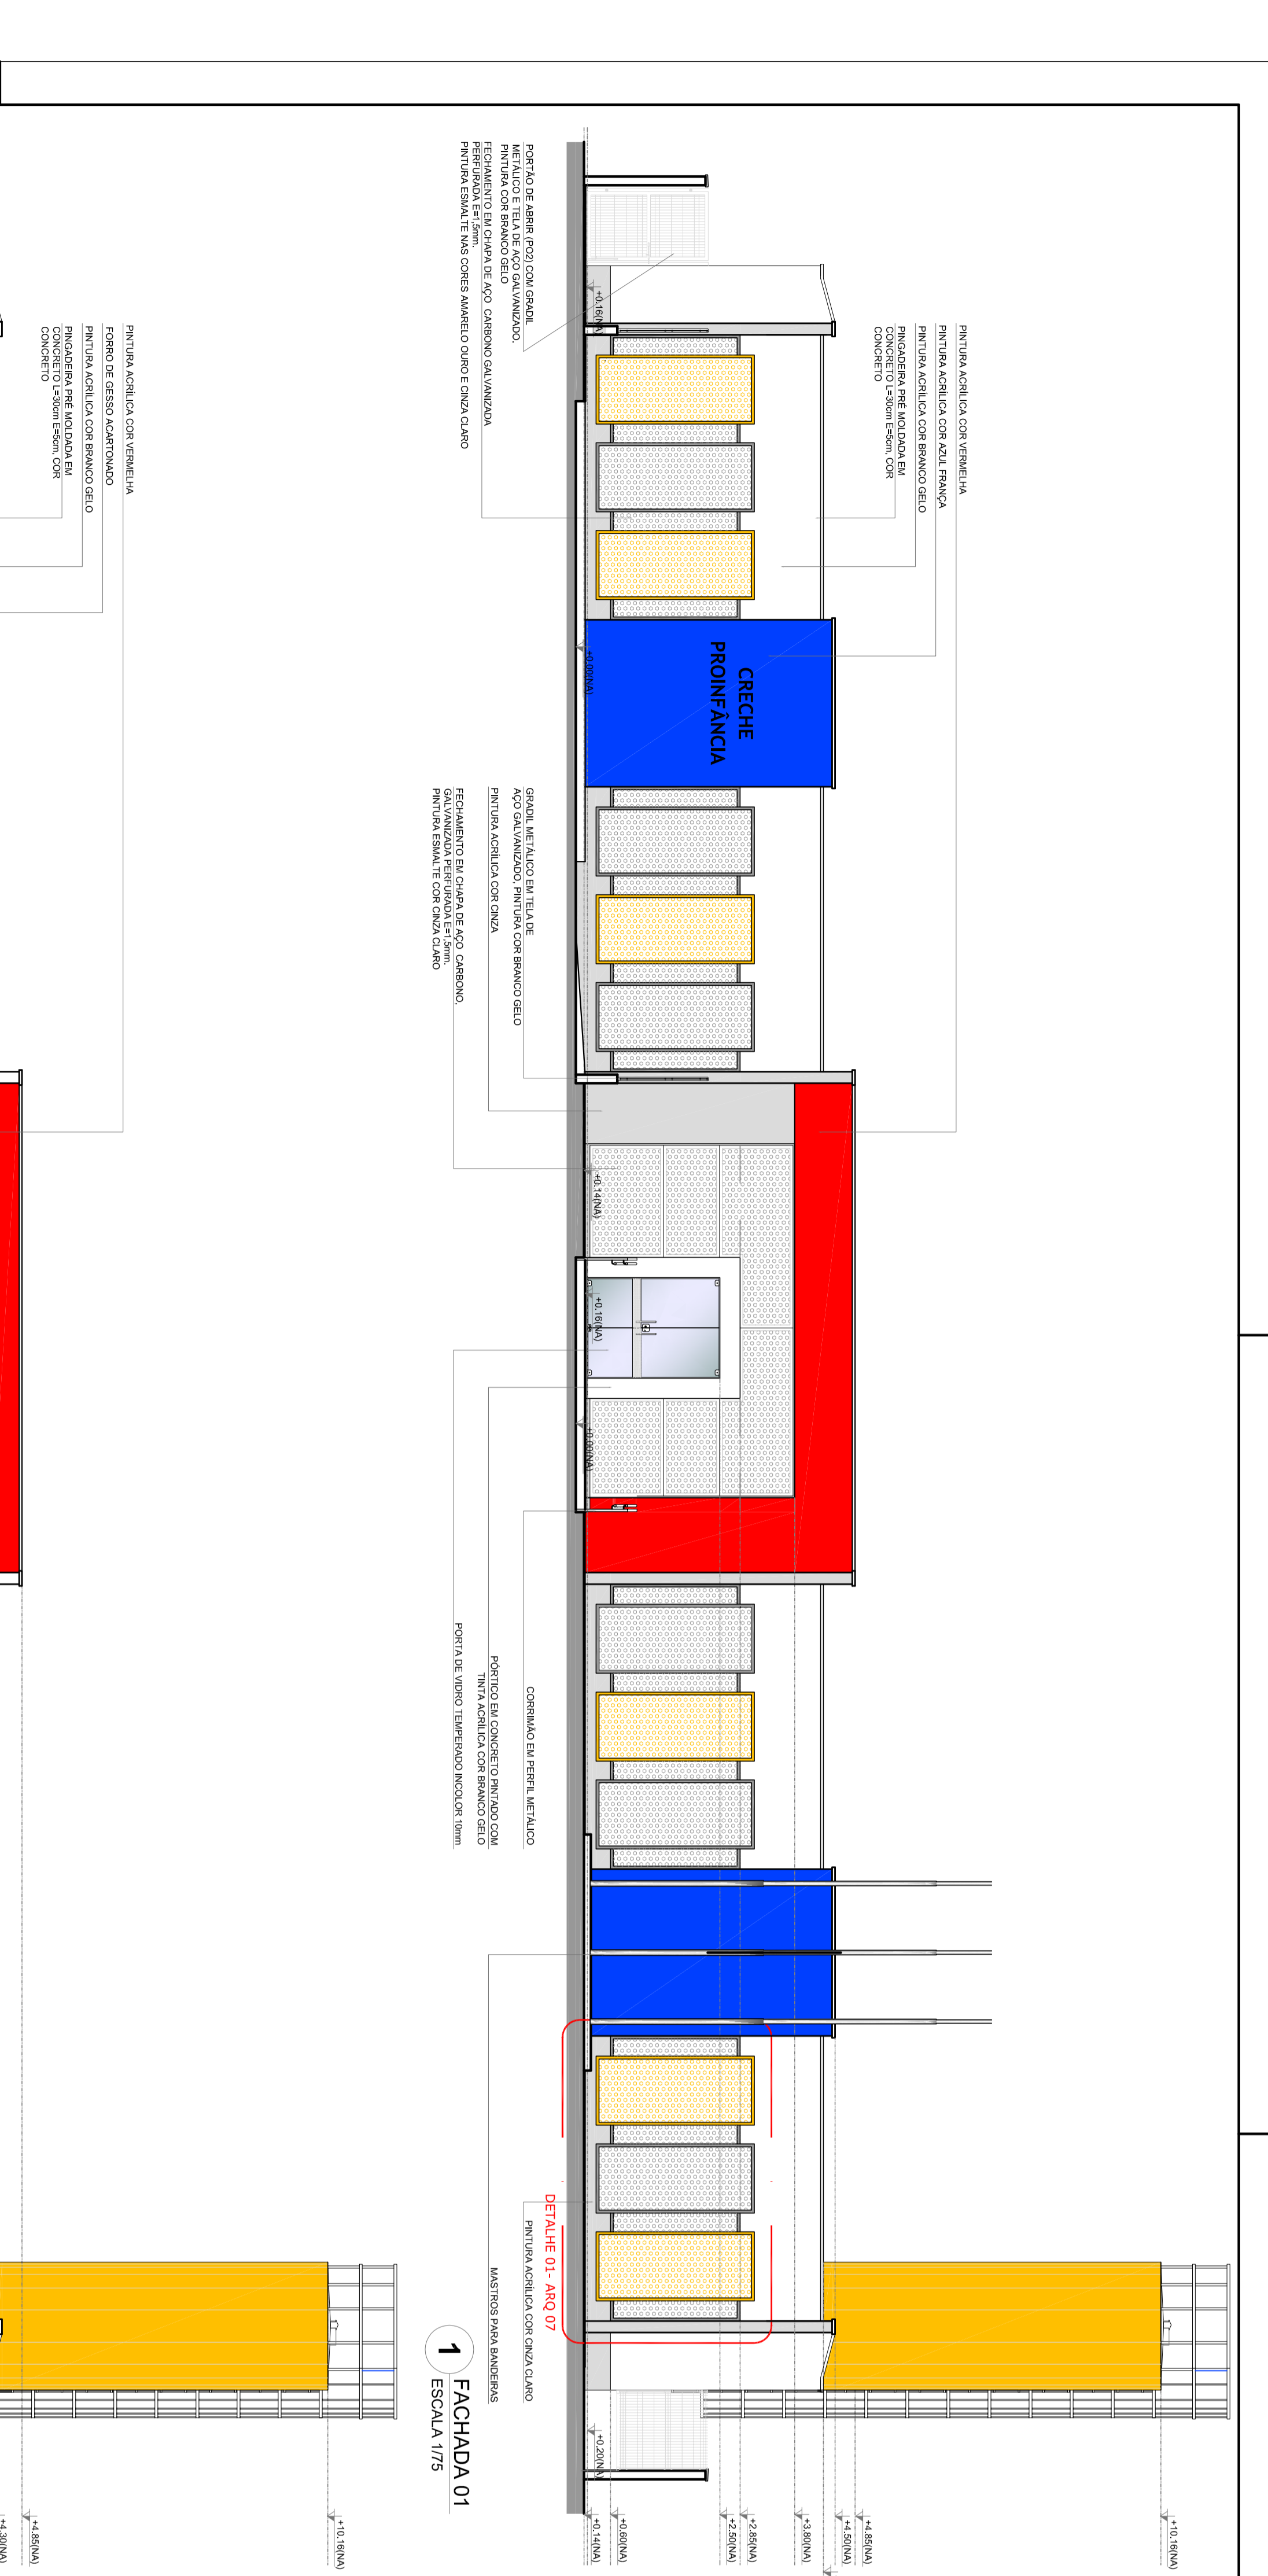 PINTURA ACRÍLICA COR VERMELHA
PINTURA ACRÍLICA COR AZUL FRANÇA
PINTURA ACRÍLICA COR BRANCO GELO
PINGADEIRA PRÉ MOLDADA EM
CONCRETO L=30cm E=5cm, COR
CONCRETO
CRECHE
PROINFÂNCIA
+0.16(NA)
+0.00(NA)
+0.14(NA)
+0.16(NA)
+0.00(NA)
+0.20(NA)
+10.16(NA)
+4.85(NA)
+4.50(NA)
+3.80(NA)
+2.85(NA)
+2.50(NA)
+0.60(NA)
+0.14(NA)
PORTÃO DE ABRIR (PO2) COM GRADIL
METÁLICO E TELA DE AÇO GALVANIZADO,
PINTURA COR BRANCO GELO
FECHAMENTO EM CHAPA DE AÇO CARBONO GALVANIZADA
PERFURADA E=1,5mm.
PINTURA ESMALTE NAS CORES AMARELO OURO E CINZA CLARO
GRADIL METÁLICO EM TELA DE
AÇO GALVANIZADO, PINTURA COR BRANCO GELO
PINTURA ACRÍLICA COR CINZA
FECHAMENTO EM CHAPA DE AÇO CARBONO,
GALVANIZADA PERFURADA E=1,5mm.
PINTURA ESMALTE COR CINZA CLARO
CORRIMÃO EM PERFIL METÁLICO
PÓRTICO EM CONCRETO PINTADO COM
TINTA ACRÍLICA COR BRANCO GELO
PORTA DE VIDRO TEMPERADO INCOLOR 10mm
DETALHE 01- ARQ 07
PINTURA ACRÍLICA COR CINZA CLARO
MASTROS PARA BANDEIRAS
1
FACHADA 01
ESCALA 1/75
PINTURA ACRÍLICA COR VERMELHA
FORRO DE GESSO ACARTONADO
PINTURA ACRÍLICA COR BRANCO GELO
PINGADEIRA PRÉ MOLDADA EM
CONCRETO L=30cm E=5cm, COR
CONCRETO
+10.16(NA)
+4.85(NA)
+4.30(NA)